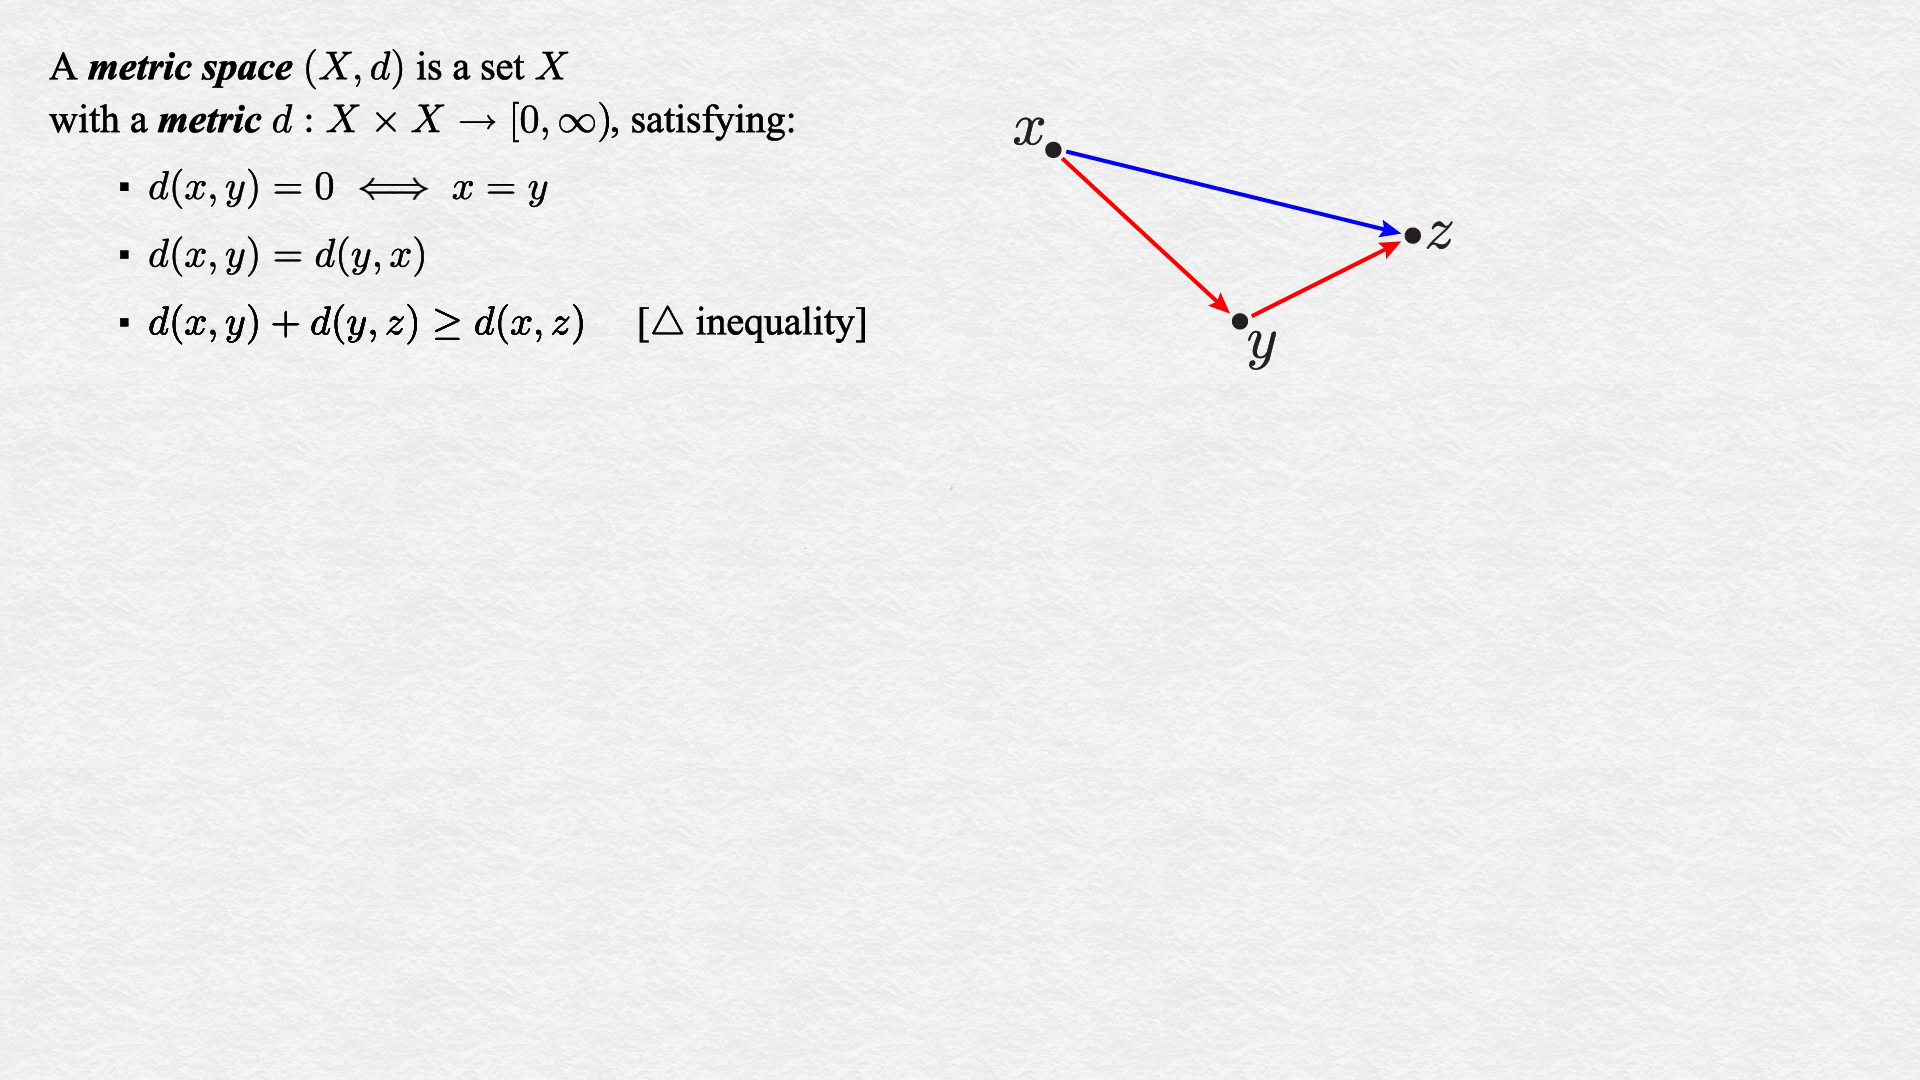 A metric space (X, d) is a set X
with a metric d : X × X → [0, ∞), satisfying:
▪ d(x, y) = 0 ⟺ x = y
▪ d(x, y) = d(y, x)
▪ d(x, y) + d(y, z) ≥ d(x, z) [△ inequality]
x
z
y